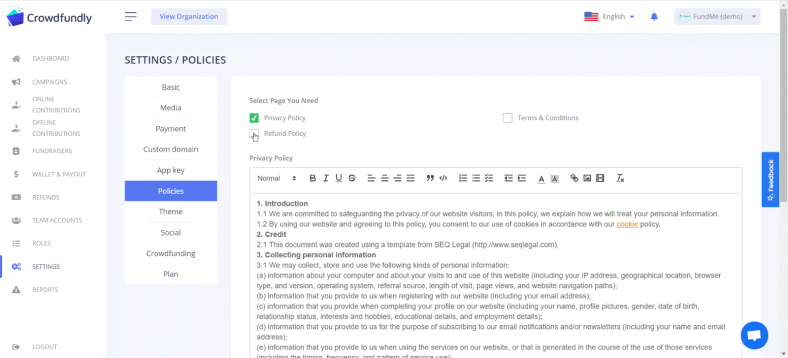 Crowdfundly
View Organization
English
FundMe (demo)
DASHBOARD
CAMPAIGNS
ONLINE
CONTRIBUTIONS
OFFLINE
CONTRIBUTIONS
FUNDRAISERS
WALLET & PAYOUT
REFUNDS
TEAM ACCOUNTS
ROLES
SETTINGS
REPORTS
LOGOUT
SETTINGS / POLICIES
Basic
Media
Payment
Custom domain
App key
Policies
Theme
Social
Crowdfunding
Plan
Select Page You Need
Privacy Policy
Terms & Conditions
Refund Policy
Privacy Policy
Normal
1. Introduction
1.1 We are committed to safeguarding the privacy of our website visitors; in this policy, we explain how we will treat your personal information.
1.2 By using our website and agreeing to this policy, you consent to our use of cookies in accordance with our cookie policy.
2. Credit
2.1 This document was created using a template from SEQ Legal (http://www.seqlegal.com).
3. Collecting personal information
3.1 We may collect, store and use the following kinds of personal information:
(a) information about your computer and about your visits to and use of this website (including your IP address, geographical location, browser
type, and version, operating system, referral source, length of visit, page views, and website navigation paths);
(b) information that you provide to us when registering with our website (including your email address);
(c) information that you provide when completing your profile on our website (including your name, profile pictures, gender, date of birth,
relationship status, interests and hobbies, educational details, and employment details);
(d) information that you provide to us for the purpose of subscribing to our email notifications and/or newsletters (including your name and email
address);
(e) information that you provide to us when using the services on our website, or that is generated in the course of the use of those services
(including the timing, frequency, and pattern of service use);
Feedback